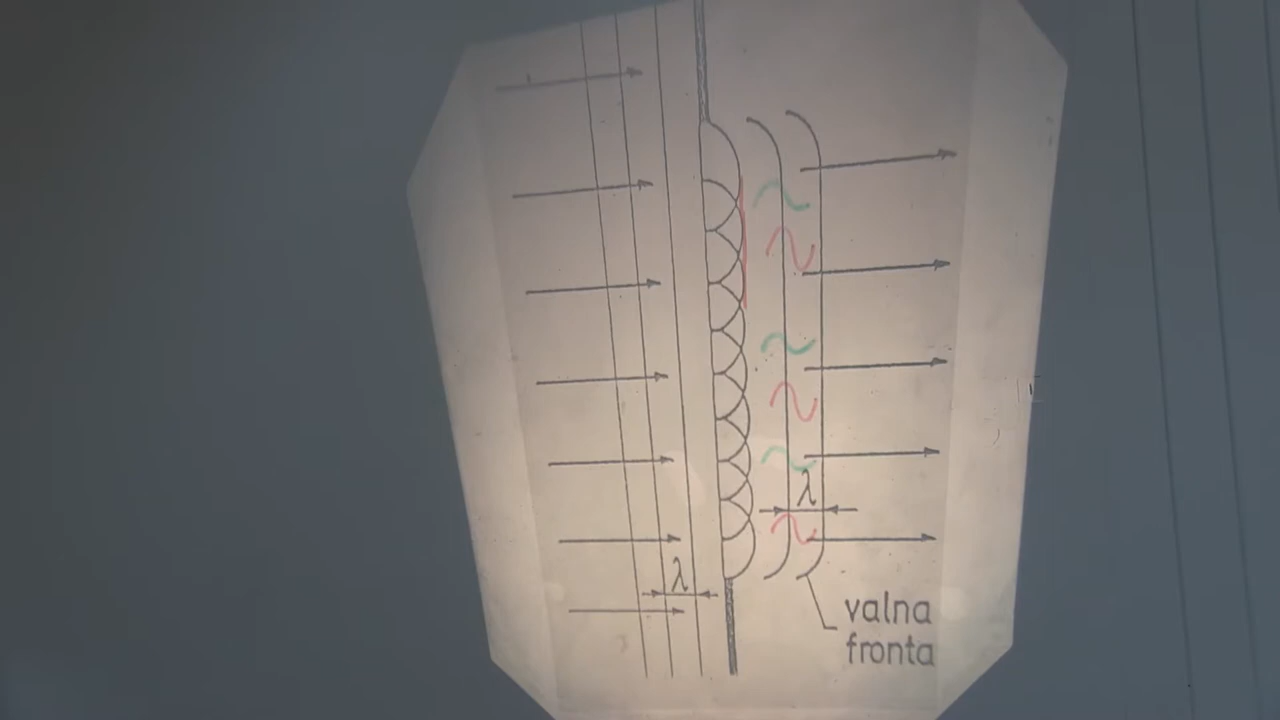 λ
λ
valna
fronta